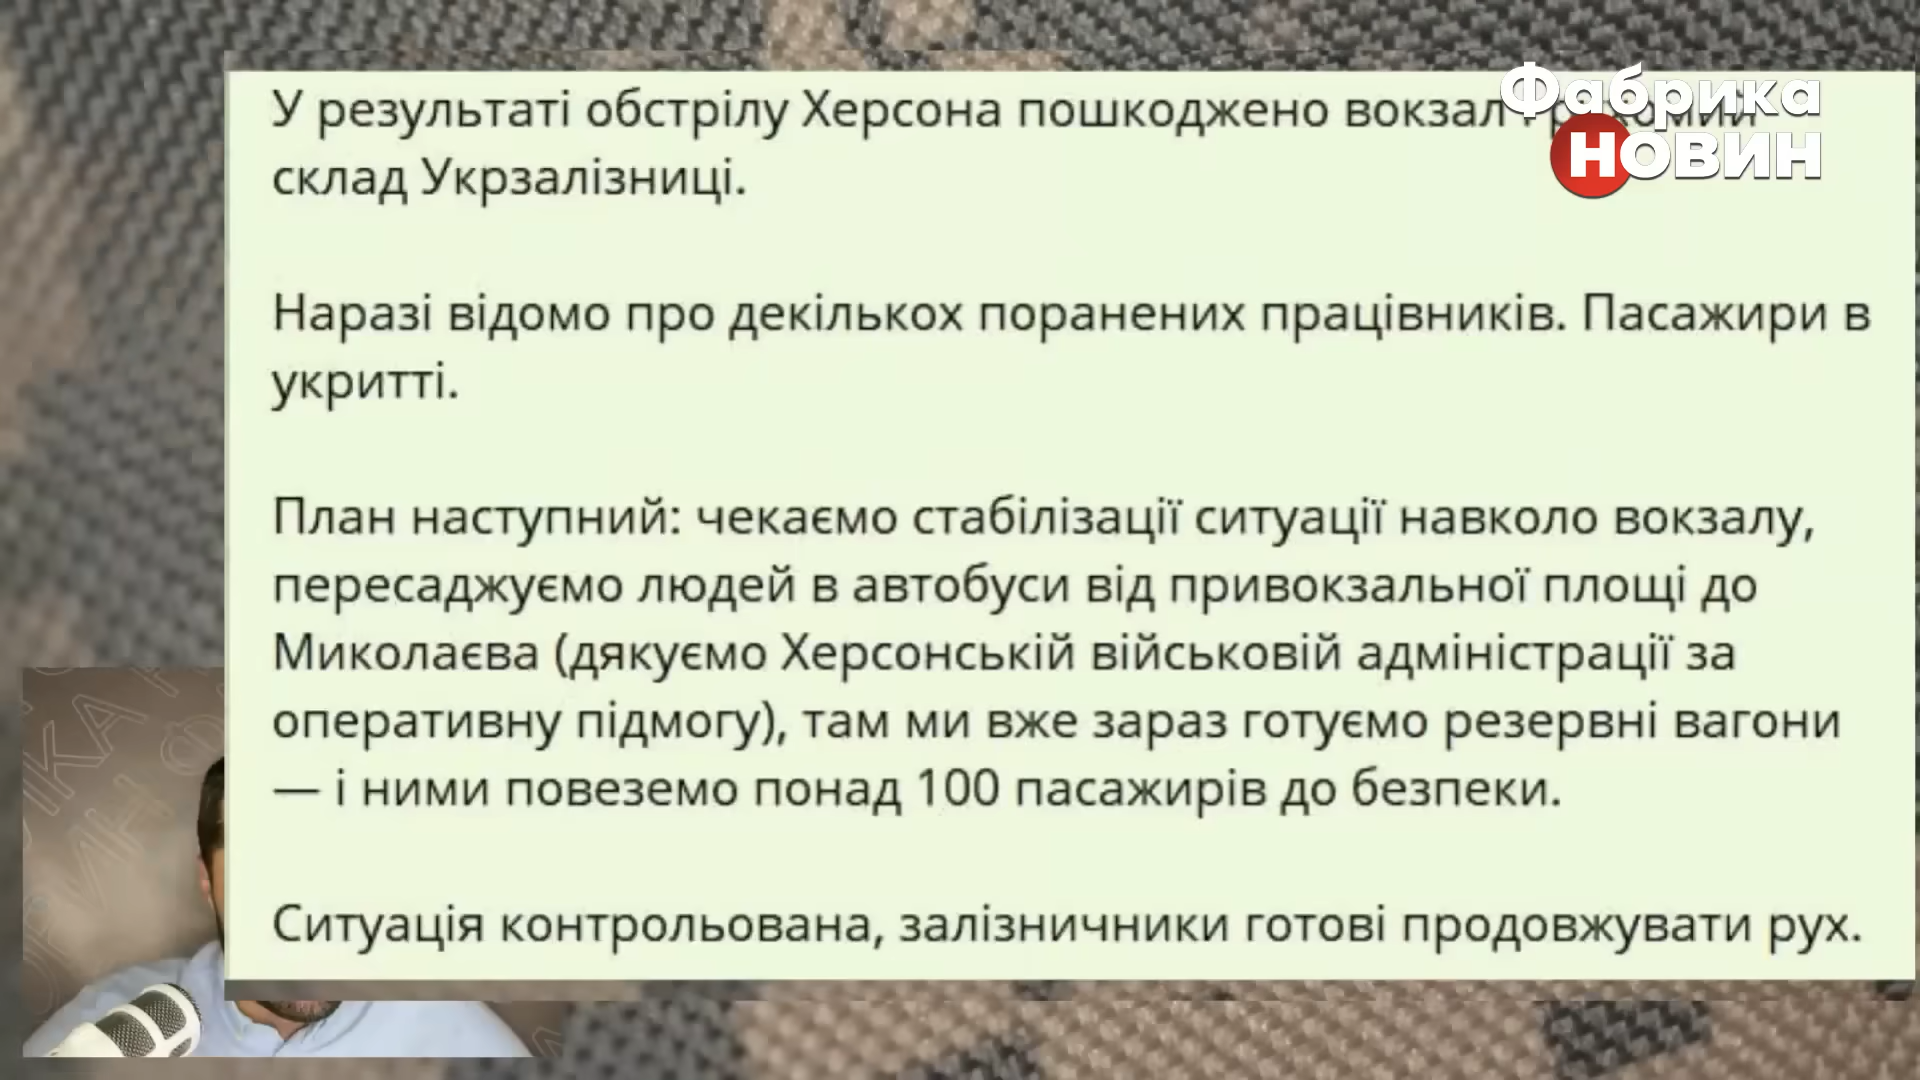 Фабрика
новин
У результаті обстрілу Херсона пошкоджено вокзал
склад Укрзалізниці.
Наразі відомо про декількох поранених працівників. Пасажири в
укритті.
План наступний: чекаємо стабілізації ситуації навколо вокзалу,
пересаджуємо людей в автобуси від привокзальної площі до
Миколаєва (дякуємо Херсонській військовій адміністрації за
оперативну підмогу), там ми вже зараз готуємо резервні вагони
— і ними повеземо понад 100 пасажирів до безпеки.
Ситуація контрольована, залізничники готові продовжувати рух.